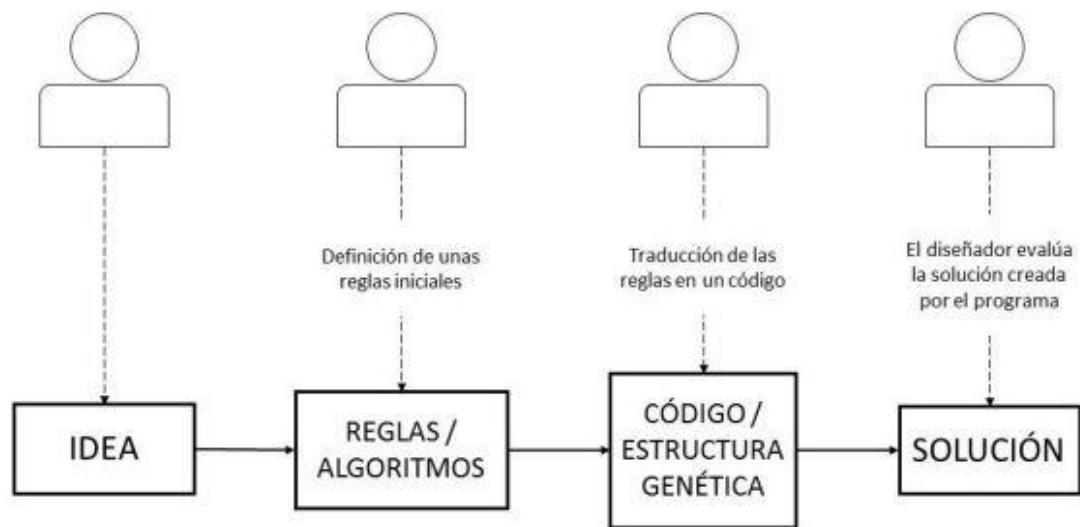 Definición de unas
reglas iniciales
Traducción de las
reglas en un código
El diseñador evalúa
la solución creada
por el programa
IDEA
REGLAS /
ALGORITMOS
CÓDIGO /
ESTRUCTURA
GENÉTICA
SOLUCIÓN